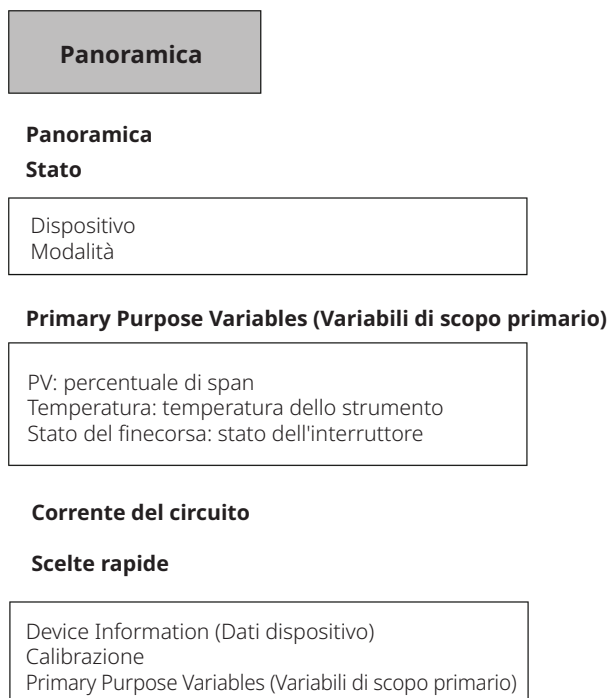 Panoramica
Panoramica
Stato
Dispositivo
Modalità
Primary Purpose Variables (Variabili di scopo primario)
PV: percentuale di span
Temperatura: temperatura dello strumento
Stato del finecorsa: stato dell'interruttore
Corrente del circuito
Scelte rapide
Device Information (Dati dispositivo)
Calibrazione
Primary Purpose Variables (Variabili di scopo primario)